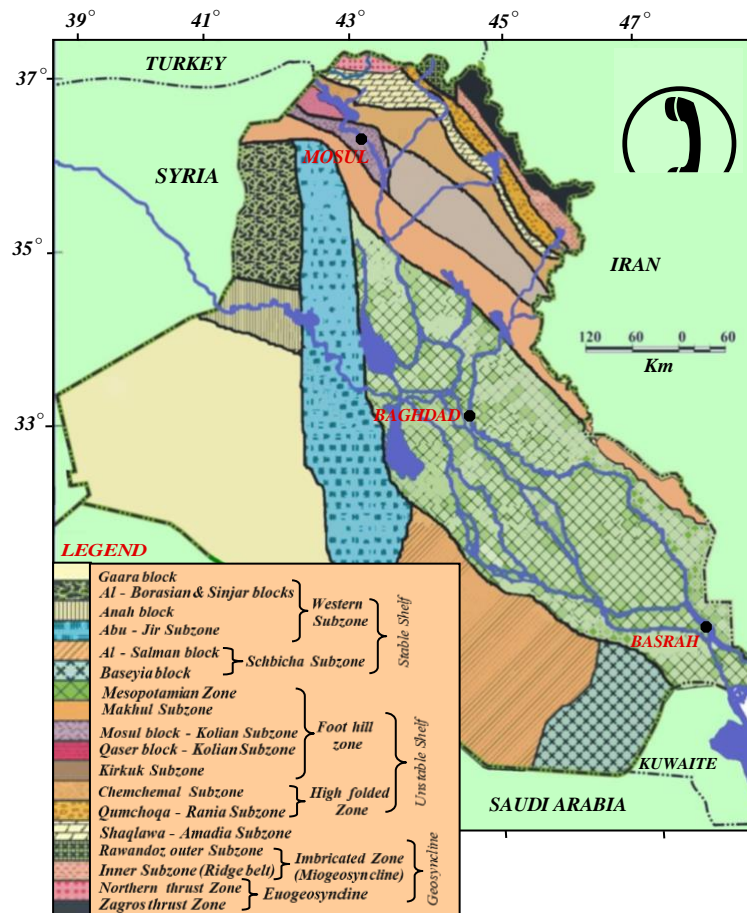 39° 41° 43° 45° 47°
TURKEY
37°
MOSUL
SYRIA
35°
IRAN
120 60 0 60
Km
BAGHDAD
33°
LEGEND
Gaara block
Al - Borasian & Sinjar blocks
Anah block
Abu - Jir Subzone
Western Subzone
Al - Salman block
Baseyia block
Schbicha Subzone
Stable Shelf
Mesopotamian Zone
Makhul Subzone
Mosul block - Kolian Subzone
Qaser block - Kolian Subzone
Kirkuk Subzone
Foot hill zone
Chemchemal Subzone
Qumchoqa - Rania Subzone
High folded Zone
Unstable Shelf
Shaqlawa - Amadia Subzone
Rawandoz outer Subzone
Inner Subzone (Ridge belt)
Imbricated Zone
(Miogeosyncline)
Northern thrust Zone
Zagros thrust Zone
Euogeosyncline
Geosyncline
BASRAH
KUWAITE
SAUDI ARABIA
45° 47°